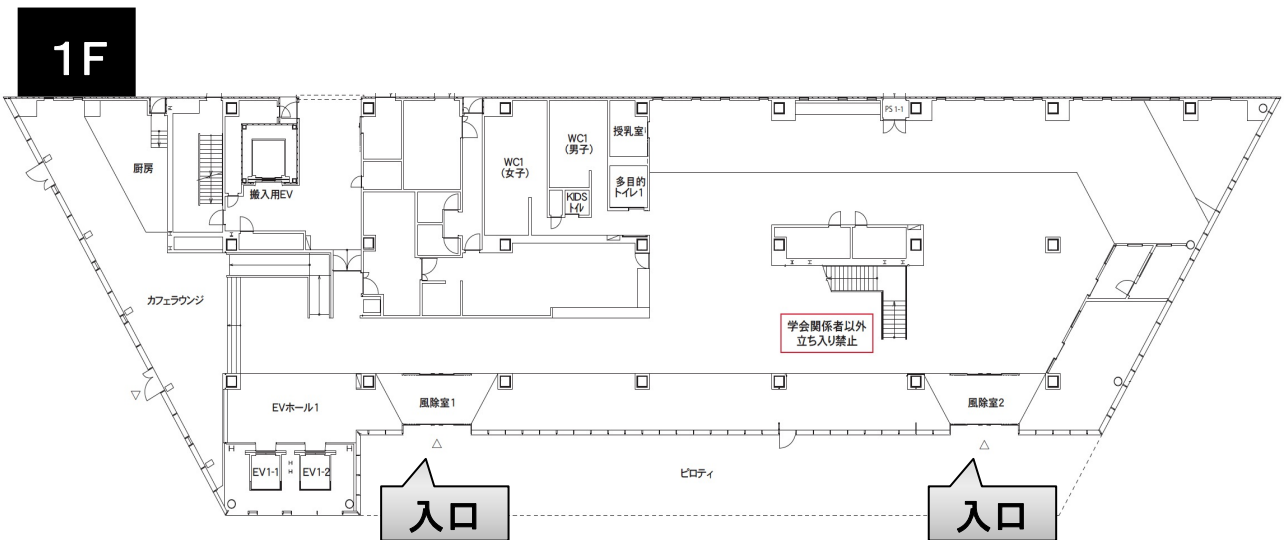 1F
PS 1-1
授乳室1
WC1
(男子)
WC1
(女子)
厨房
搬入用EV
KIDS
トイレ
多目的
トイレ1
カフェラウンジ
学会関係者以外
立ち入り禁止
EVホール1
風除室1
風除室2
EV1-1
EV1-2
ピロティ
入口
入口